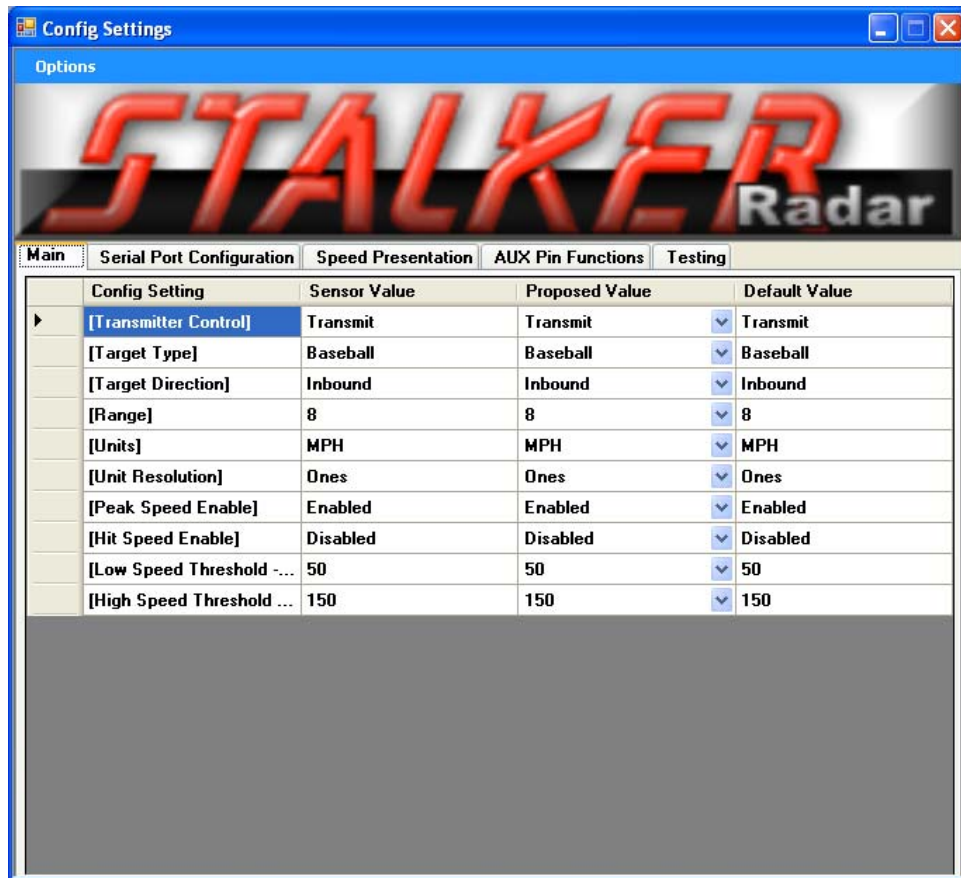 Config Settings
Options
STALKER
Radar
Main Serial Port Configuration Speed Presentation AUX Pin Functions Testing
Config Setting Sensor Value Proposed Value Default Value
[Transmitter Control] Transmit Transmit Transmit
[Target Type] Baseball Baseball Baseball
[Target Direction] Inbound Inbound Inbound
[Range] 8 8 8
[Units] MPH MPH MPH
[Unit Resolution] Ones Ones Ones
[Peak Speed Enable] Enabled Enabled Enabled
[Hit Speed Enable] Disabled Disabled Disabled
[Low Speed Threshold -... 50 50 50
[High Speed Threshold ... 150 150 150